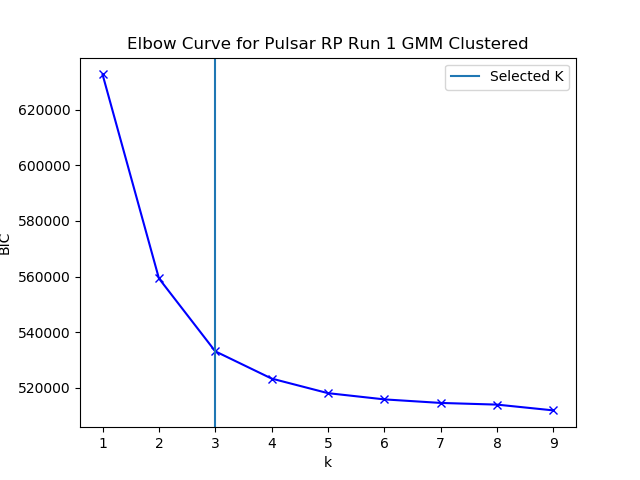 Elbow Curve for Pulsar RP Run 1 GMM Clustered
Selected K
620000
600000
580000
560000
540000
520000
BIC
1 2 3 4 5 6 7 8 9
k